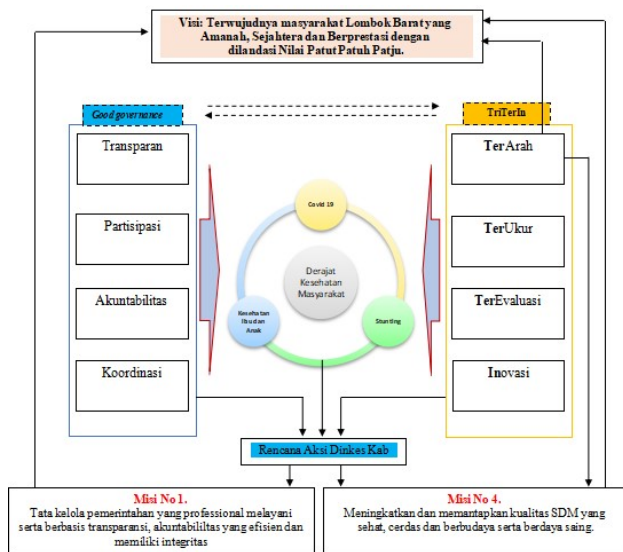 Visi: Terwujudnya masyarakat Lombok Barat yang
Amanah, Sejahtera dan Berprestasi dengan
dilandasi Nilai Patut Patuh Patju.
Good governance
TriTerIn
Transparan
Partisipasi
Akuntabilitas
Koordinasi
Covid 19
Derajat
Kesehatan
Masyarakat
Kesehatan
Ibu dan
Anak
Stunting
TerArah
TerUkur
TerEvaluasi
Inovasi
Rencana Aksi Dinkes Kab
Misi No 1.
Tata kelola pemerintahan yang professional melayani
serta berbasis transparansi, akuntabililtas yang efisien dan
memiliki integritas
Misi No 4.
Meningkatkan dan memantapkan kualitas SDM yang
sehat, cerdas dan berbudaya serta berdaya saing.